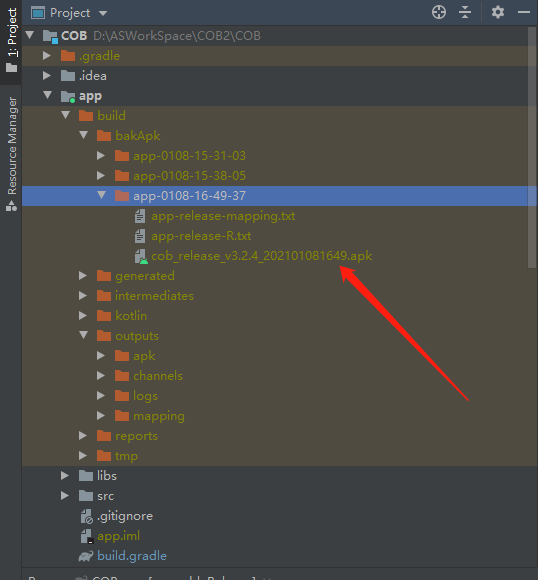 Project
1: Project
Resource Manager
COB D:\ASWorkSpace\COB2\COB
.gradle
.idea
app
build
bakApk
app-0108-15-31-03
app-0108-15-38-05
app-0108-16-49-37
app-release-mapping.txt
app-release-R.txt
cob_release_v3.2.4_202101081649.apk
generated
intermediates
kotlin
outputs
apk
channels
logs
mapping
reports
tmp
libs
src
.gitignore
app.iml
build.gradle